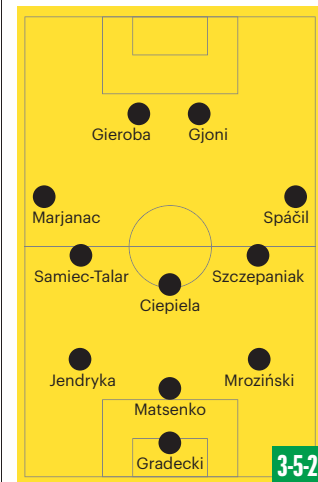 Gieroba Gjoni
Marjanac Spáčil
Samiec-Talar Szczepaniak
Ciepiela
Jendryka Mroziński
Matsenko
Gradecki
3-5-2